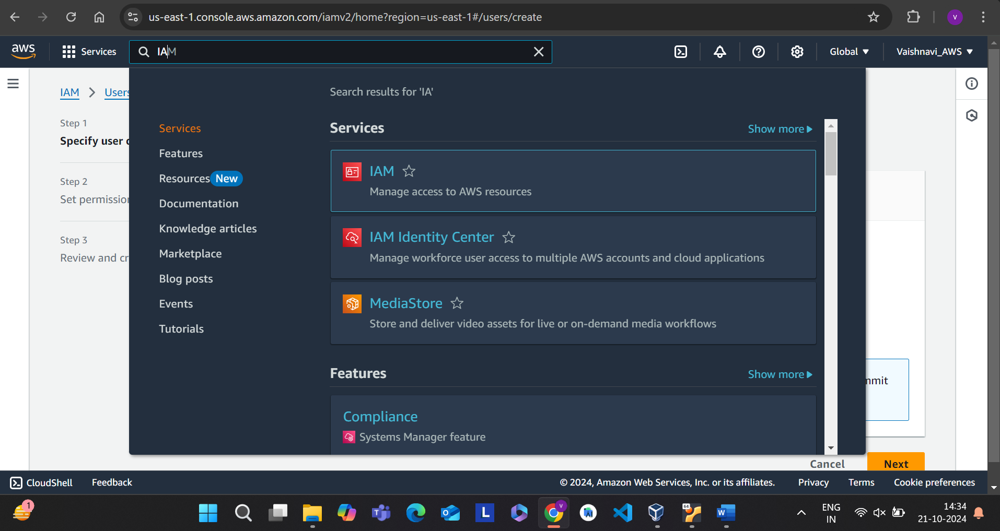 us-east-1.console.aws.amazon.com/iamv2/home?region=us-east-1#/users/create
V
aws
Services
IAM
Global
Vaishnavi_AWS
IAM
Users
Step 1
Specify user
Step 2
Set permission
Step 3
Review and cr
Search results for 'IA'
Services
Features
Resources New
Documentation
Knowledge articles
Marketplace
Blog posts
Events
Tutorials
Services
Show more
IAM
Manage access to AWS resources
IAM Identity Center
Manage workforce user access to multiple AWS accounts and cloud applications
MediaStore
Store and deliver video assets for live or on-demand media workflows
Features
Show more
Compliance
Systems Manager feature
mmit
Cancel
Next
CloudShell
Feedback
© 2024, Amazon Web Services, Inc. or its affiliates.
Privacy
Terms
Cookie preferences
1
T
O
L
V
64
W
ENG
IN
14:34
21-10-2024